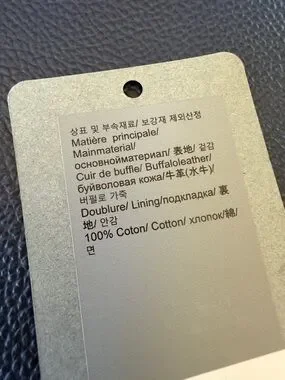 상표 및 부속재료/ 보강재 제외산정
Matière principale/
Mainmaterial/
основнойматериал/ 表地/ 겉감
Cuir de buffle/ Buffaloleather/
буйволовая кожа/牛革(水牛)/
버펄로 가죽
Doublure/ Lining/подкладка/ 裏
地/ 안감
100% Coton/ Cotton/ хлопок/綿/
면